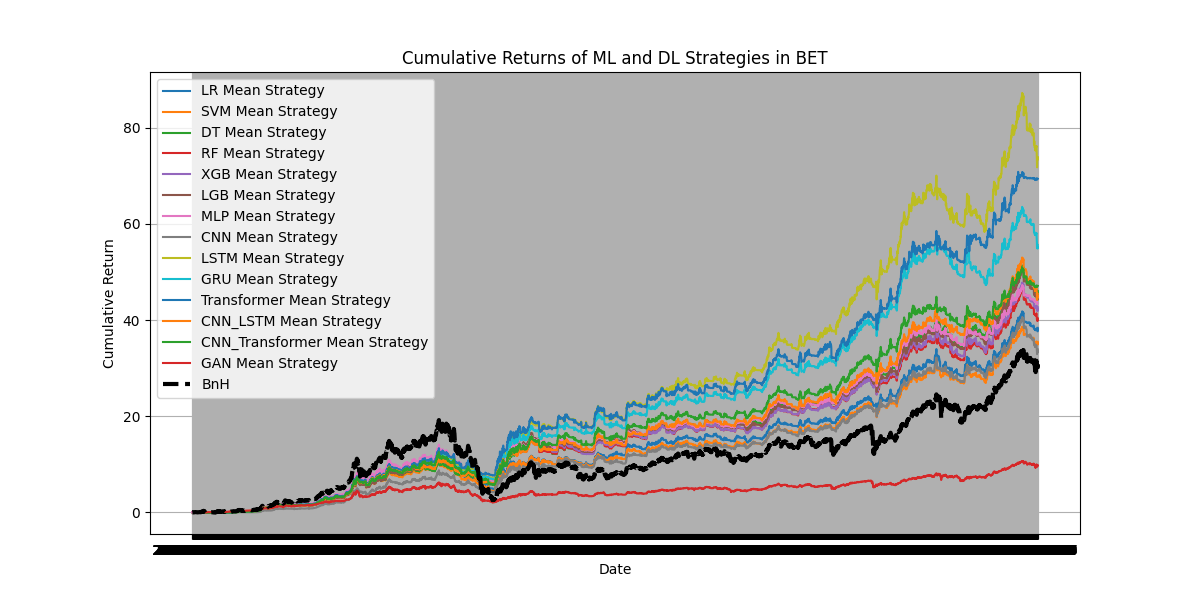 Cumulative Returns of ML and DL Strategies in BET
LR Mean Strategy
SVM Mean Strategy
DT Mean Strategy
RF Mean Strategy
XGB Mean Strategy
LGB Mean Strategy
MLP Mean Strategy
CNN Mean Strategy
LSTM Mean Strategy
GRU Mean Strategy
Transformer Mean Strategy
CNN_LSTM Mean Strategy
CNN_Transformer Mean Strategy
GAN Mean Strategy
BnH
Cumulative Return
80
60
40
20
0
Date